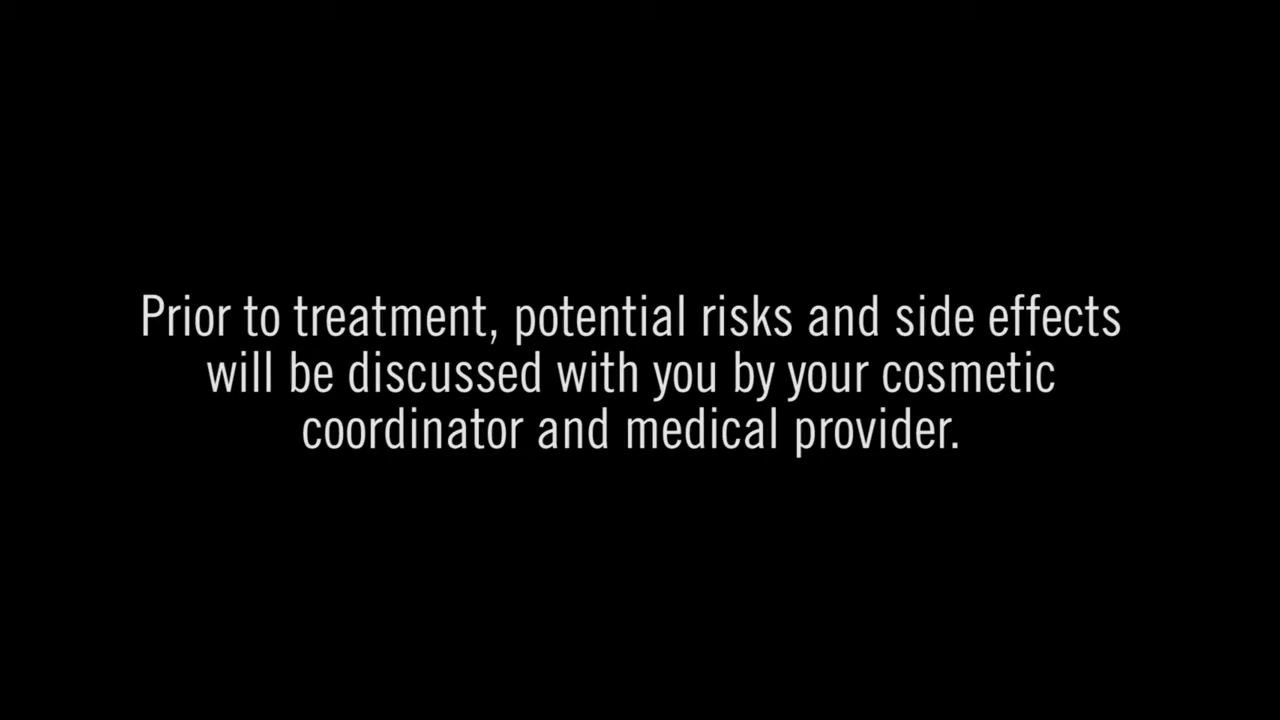 Prior to treatment, potential risks and side effects
will be discussed with you by your cosmetic
coordinator and medical provider.